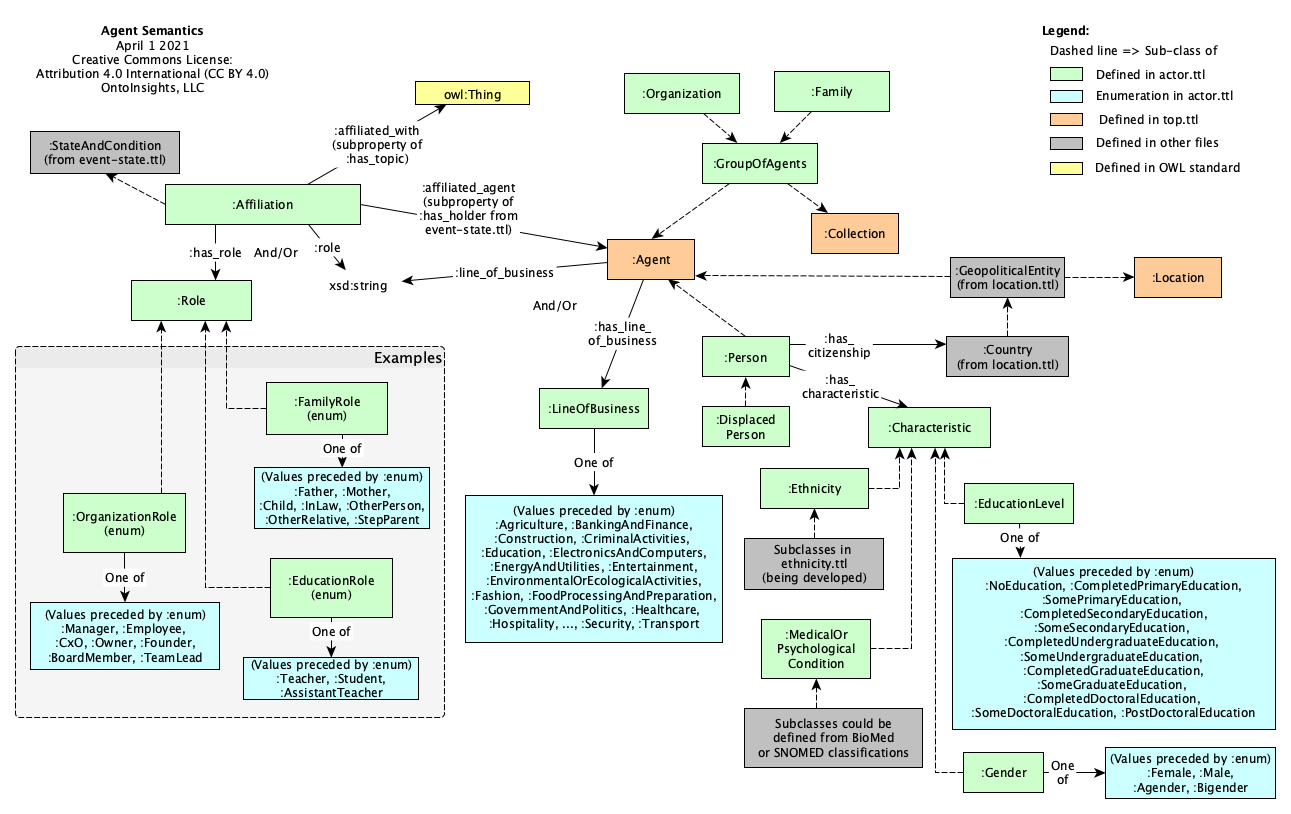 Agent Semantics
April 1 2021
Creative Commons License:
Attribution 4.0 International (CC BY 4.0)
OntoInsights, LLC
Legend:
Dashed line => Sub-class of
Defined in actor.ttl
Enumeration in actor.ttl
Defined in top.ttl
Defined in other files
Defined in OWL standard
owl:Thing
:Organization
:Family
:affiliated_with
(subproperty of
:has_topic)
:StateAndCondition
(from event-state.ttl)
:GroupOfAgents
:Affiliation
:affiliated_agent
(subproperty of
:has_holder from
event-state.ttl)
:Collection
:has_role
And/Or
:role
:Agent
:line_of_business
xsd:string
:GeopoliticalEntity
(from location.ttl)
:Location
:Role
And/Or
:has_line_
of_business
:Person
:has_
citizenship
:Country
(from location.ttl)
:has_
characteristic
Examples
:FamilyRole
(enum)
One of
(Values preceded by :enum)
:Father, :Mother,
:Child, :InLaw, :OtherPerson,
:OtherRelative, :StepParent
:OrganizationRole
(enum)
One of
(Values preceded by :enum)
:Manager, :Employee,
:CxO, :Owner, :Founder,
:BoardMember, :TeamLead
:EducationRole
(enum)
One of
(Values preceded by :enum)
:Teacher, :Student,
:AssistantTeacher
:LineOfBusiness
One of
(Values preceded by :enum)
:Agriculture, :BankingAndFinance,
:Construction, :CriminalActivities,
:Education, :ElectronicsAndComputers,
:EnergyAndUtilities, :Entertainment,
:EnvironmentalOrEcologicalActivities,
:Fashion, :FoodProcessingAndPreparation,
:GovernmentAndPolitics, :Healthcare,
:Hospitality, ..., :Security, :Transport
:Displaced
Person
:Characteristic
:Ethnicity
Subclasses in
ethnicity.ttl
(being developed)
:MedicalOr
Psychological
Condition
Subclasses could be
defined from BioMed
or SNOMED classifications
:EducationLevel
One of
(Values preceded by :enum)
:NoEducation, :CompletedPrimaryEducation,
:SomePrimaryEducation,
:CompletedSecondaryEducation,
:SomeSecondaryEducation,
:CompletedUndergraduateEducation,
:SomeUndergraduateEducation,
:CompletedGraduateEducation,
:SomeGraduateEducation,
:CompletedDoctoralEducation,
:SomeDoctoralEducation, :PostDoctoralEducation
:Gender
One
of
(Values preceded by :enum)
:Female, :Male,
:Agender, :Bigender